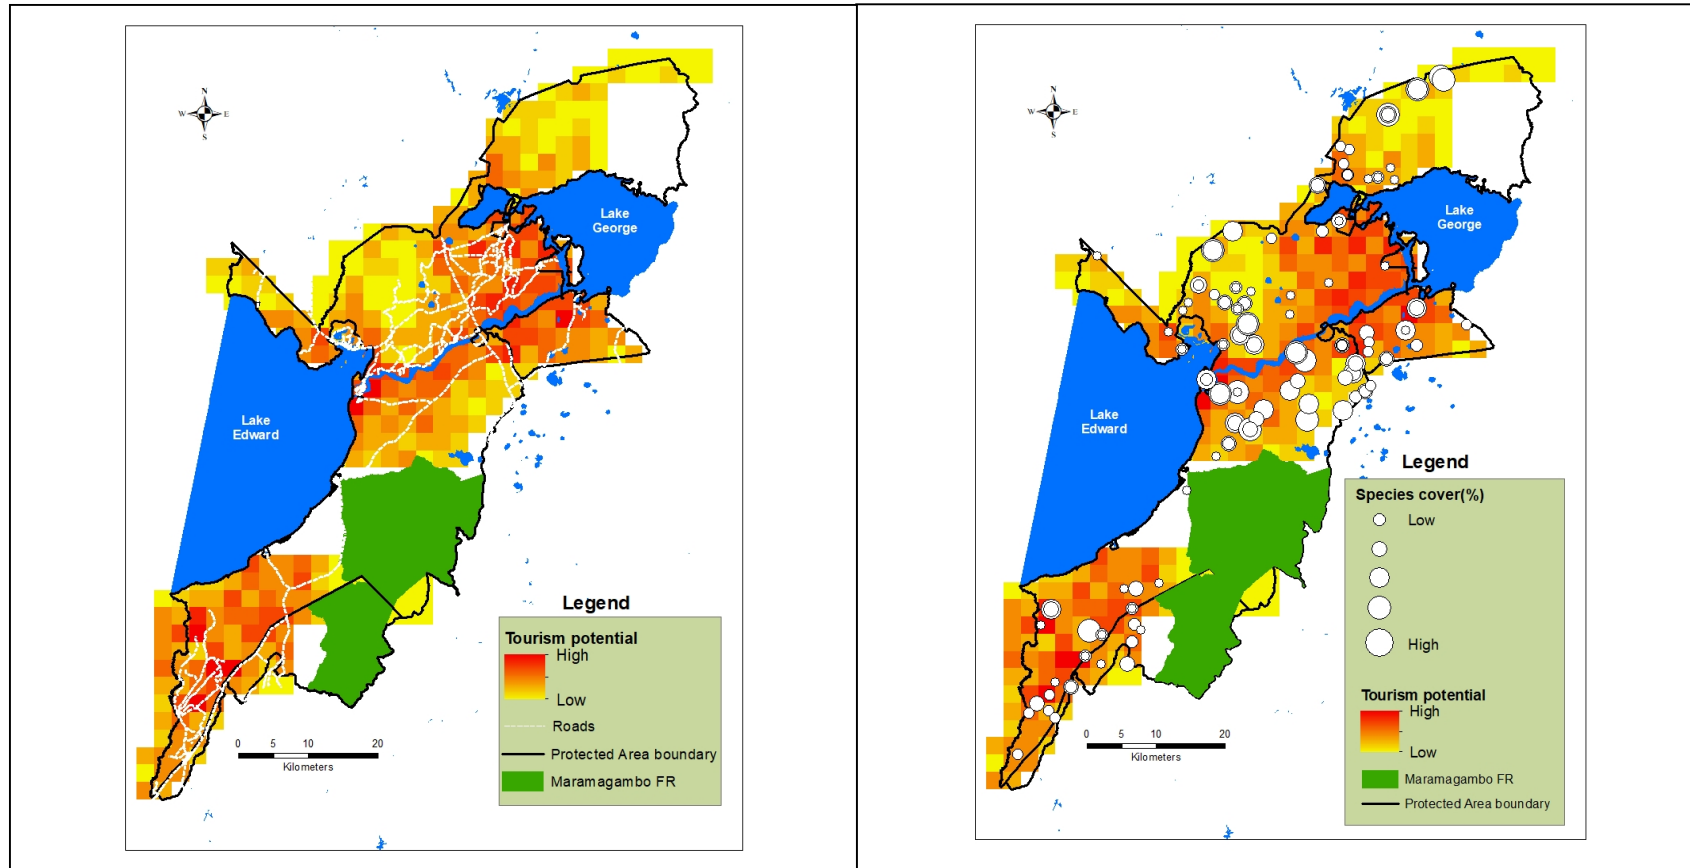 N
W
E
S
Lake
George
Lake
Edward
Legend
Tourism potential
High
Low
Roads
Protected Area boundary
Maramagambo FR
0 5 10 20
Kilometers
N
W
E
S
Lake
George
Lake
Edward
Legend
Species cover(%)
Low
High
Tourism potential
High
Low
Maramagambo FR
Protected Area boundary
0 5 10 20
Kilometers